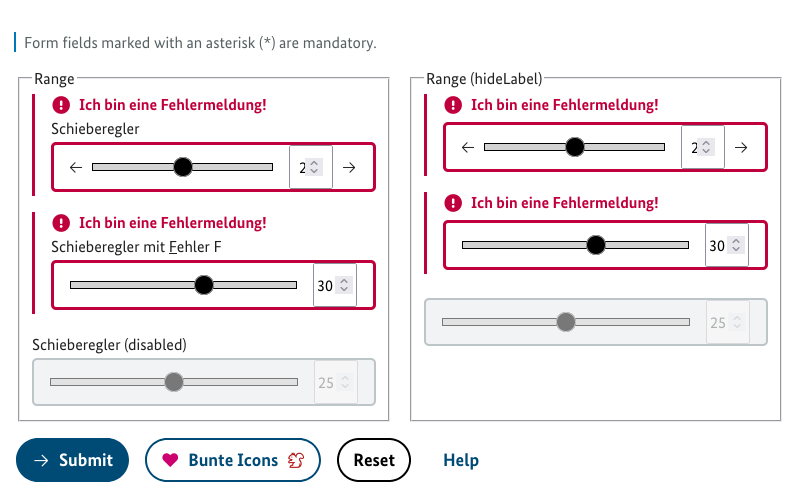 Form fields marked with an asterisk (*) are mandatory.
Range
Ich bin eine Fehlermeldung!
Schieberegler
2
Ich bin eine Fehlermeldung!
Schieberegler mit Fehler F
30
Schieberegler (disabled)
25
Range (hideLabel)
Ich bin eine Fehlermeldung!
2
Ich bin eine Fehlermeldung!
30
25
Submit
Bunte Icons
Reset
Help